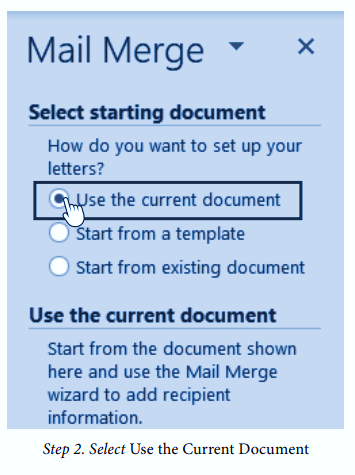 Mail Merge
Select starting document
How do you want to set up your
letters?
Use the current document
Start from a template
Start from existing document
Use the current document
Start from the document shown
here and use the Mail Merge
wizard to add recipient
information.
Step 2. Select Use the Current Document